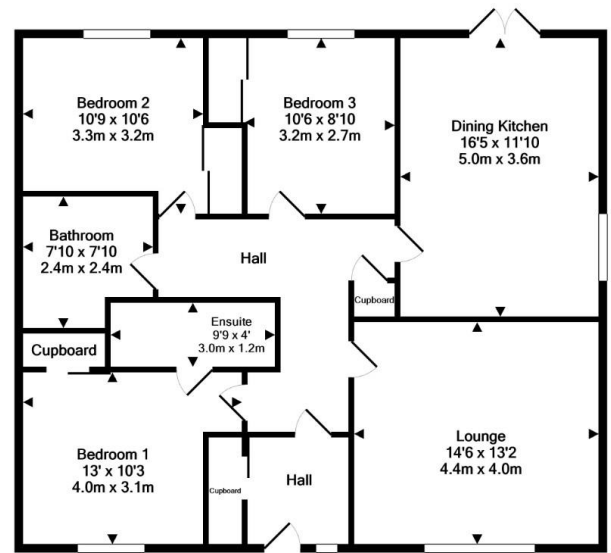 Bedroom 2
10'9 x 10'6
3.3m x 3.2m
Bedroom 3
10'6 x 8'10
3.2m x 2.7m
Dining Kitchen
16'5 x 11'10
5.0m x 3.6m
Bathroom
7'10 x 7'10
2.4m x 2.4m
Hall
Cupboard
Ensuite
9'9 x 4'
3.0m x 1.2m
Cupboard
Bedroom 1
13' x 10'3
4.0m x 3.1m
Lounge
14'6 x 13'2
4.4m x 4.0m
Cupboard
Hall